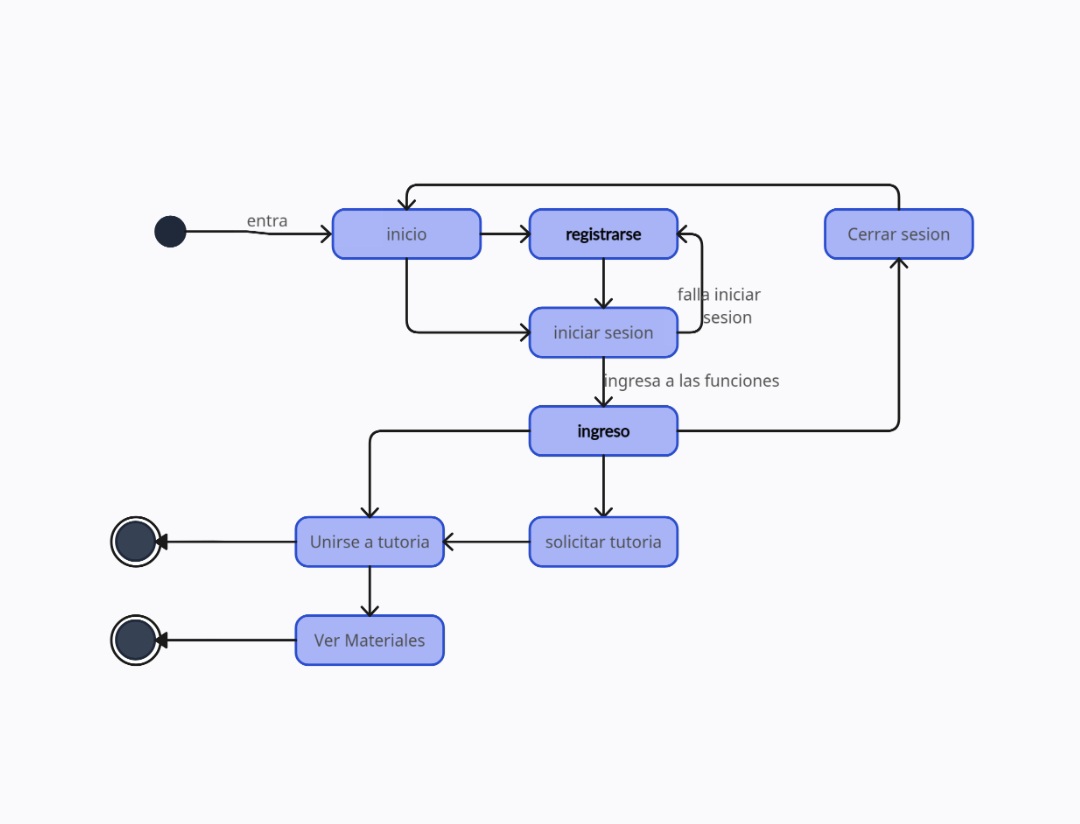 entra
inicio
registrarse
Cerrar sesion
falla iniciar
sesion
iniciar sesion
ingresa a las funciones
ingreso
Unirse a tutoria
solicitar tutoria
Ver Materiales